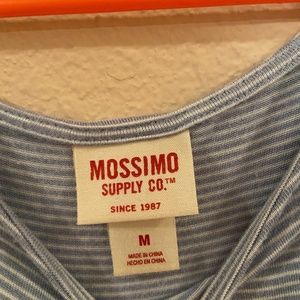 MOSSIMO
SUPPLY CO.™
SINCE 1987
M
MADE IN CHINA
HECHO EN CHINA